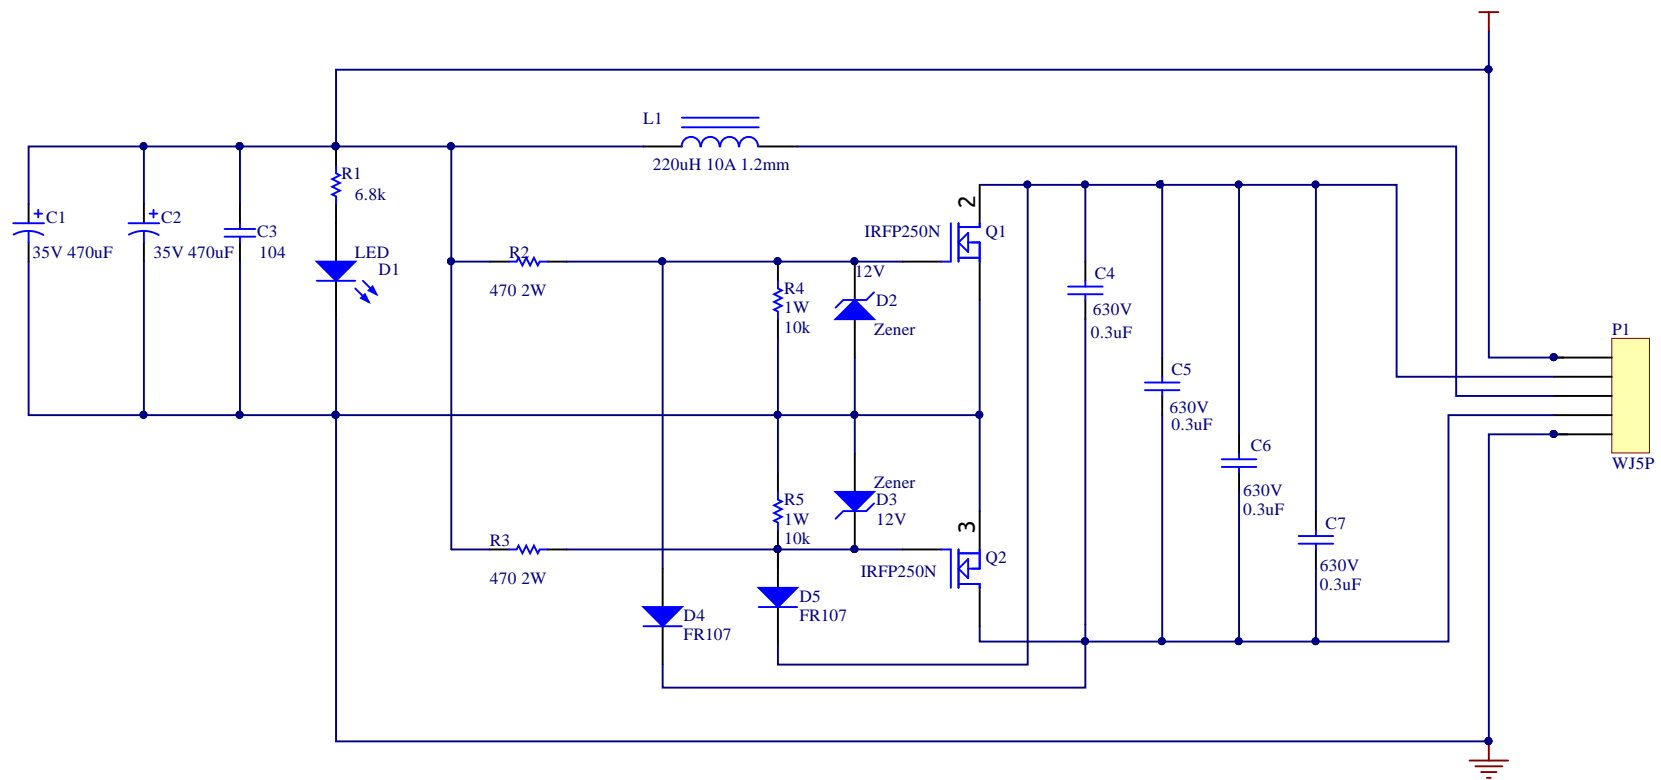 L1
220uH 10A 1.2mm
R1
6.8k
C1
35V 470uF
C2
35V 470uF
C3
104
LED
D1
R2
470 2W
R4
1W
10k
12V
D2
Zener
2
IRFP250N
Q1
C4
630V
0.3uF
C5
630V
0.3uF
C6
630V
0.3uF
C7
630V
0.3uF
P1
WJ5P
R3
470 2W
R5
1W
10k
Zener
D3
12V
3
IRFP250N
Q2
D4
FR107
D5
FR107